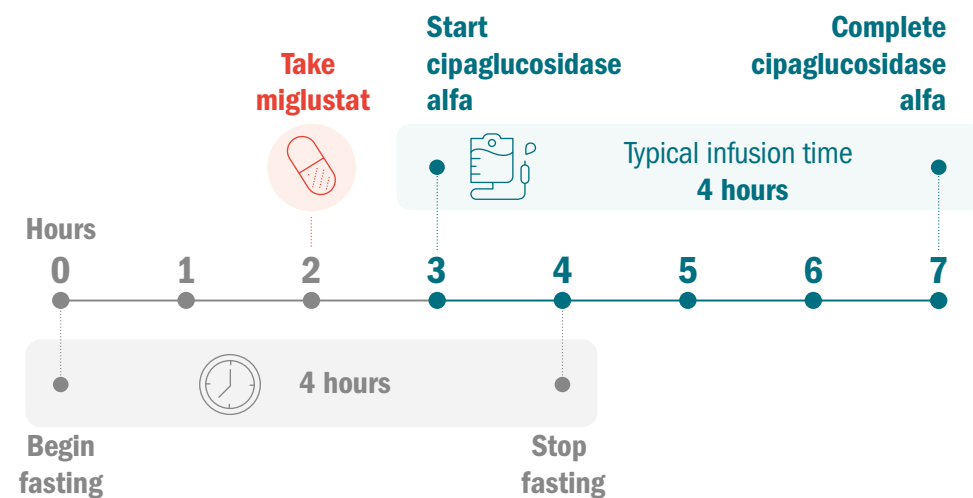 Start
cipaglucosidase
alfa
Complete
cipaglucosidase
alfa
Take
miglustat
Typical infusion time
4 hours
Hours
0 1 2 3 4 5 6 7
4 hours
Begin
fasting
Stop
fasting